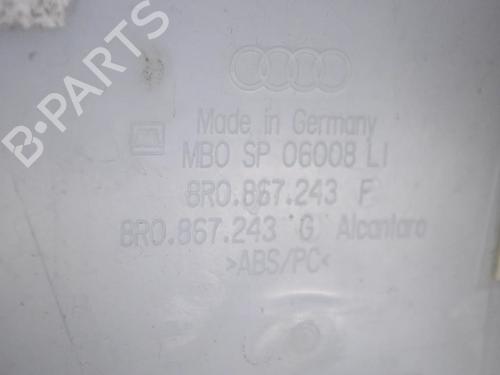 Made in Germany
MBO SP 06008 LI
8R0.867.243 F
8R0.867.243 G Alcantara
>ABS/PC<
B-PARTS